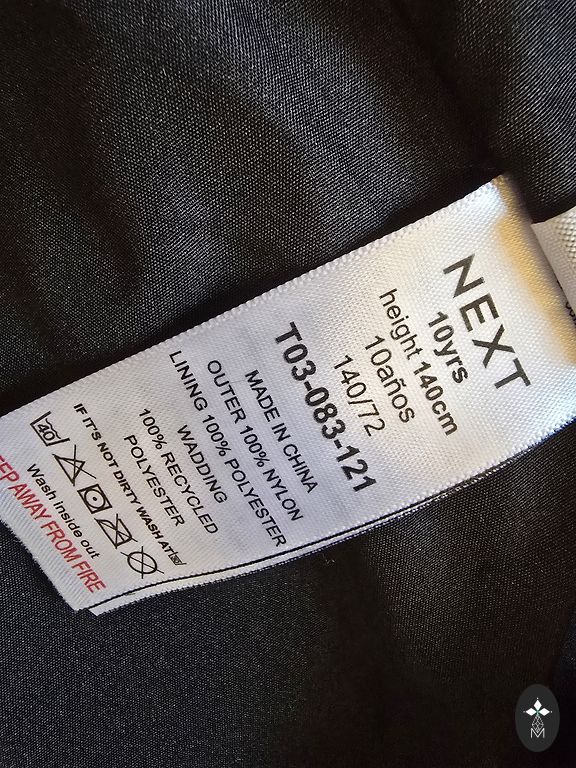 NEXT
10yrs
height 140cm
10años
140/72
T03-083-121
MADE IN CHINA
OUTER 100% NYLON
LINING 100% POLYESTER
WADDING
100% RECYCLED
POLYESTER
IF IT'S NOT DIRTY WASH AT
40
Wash inside out
AWAY FROM FIRE